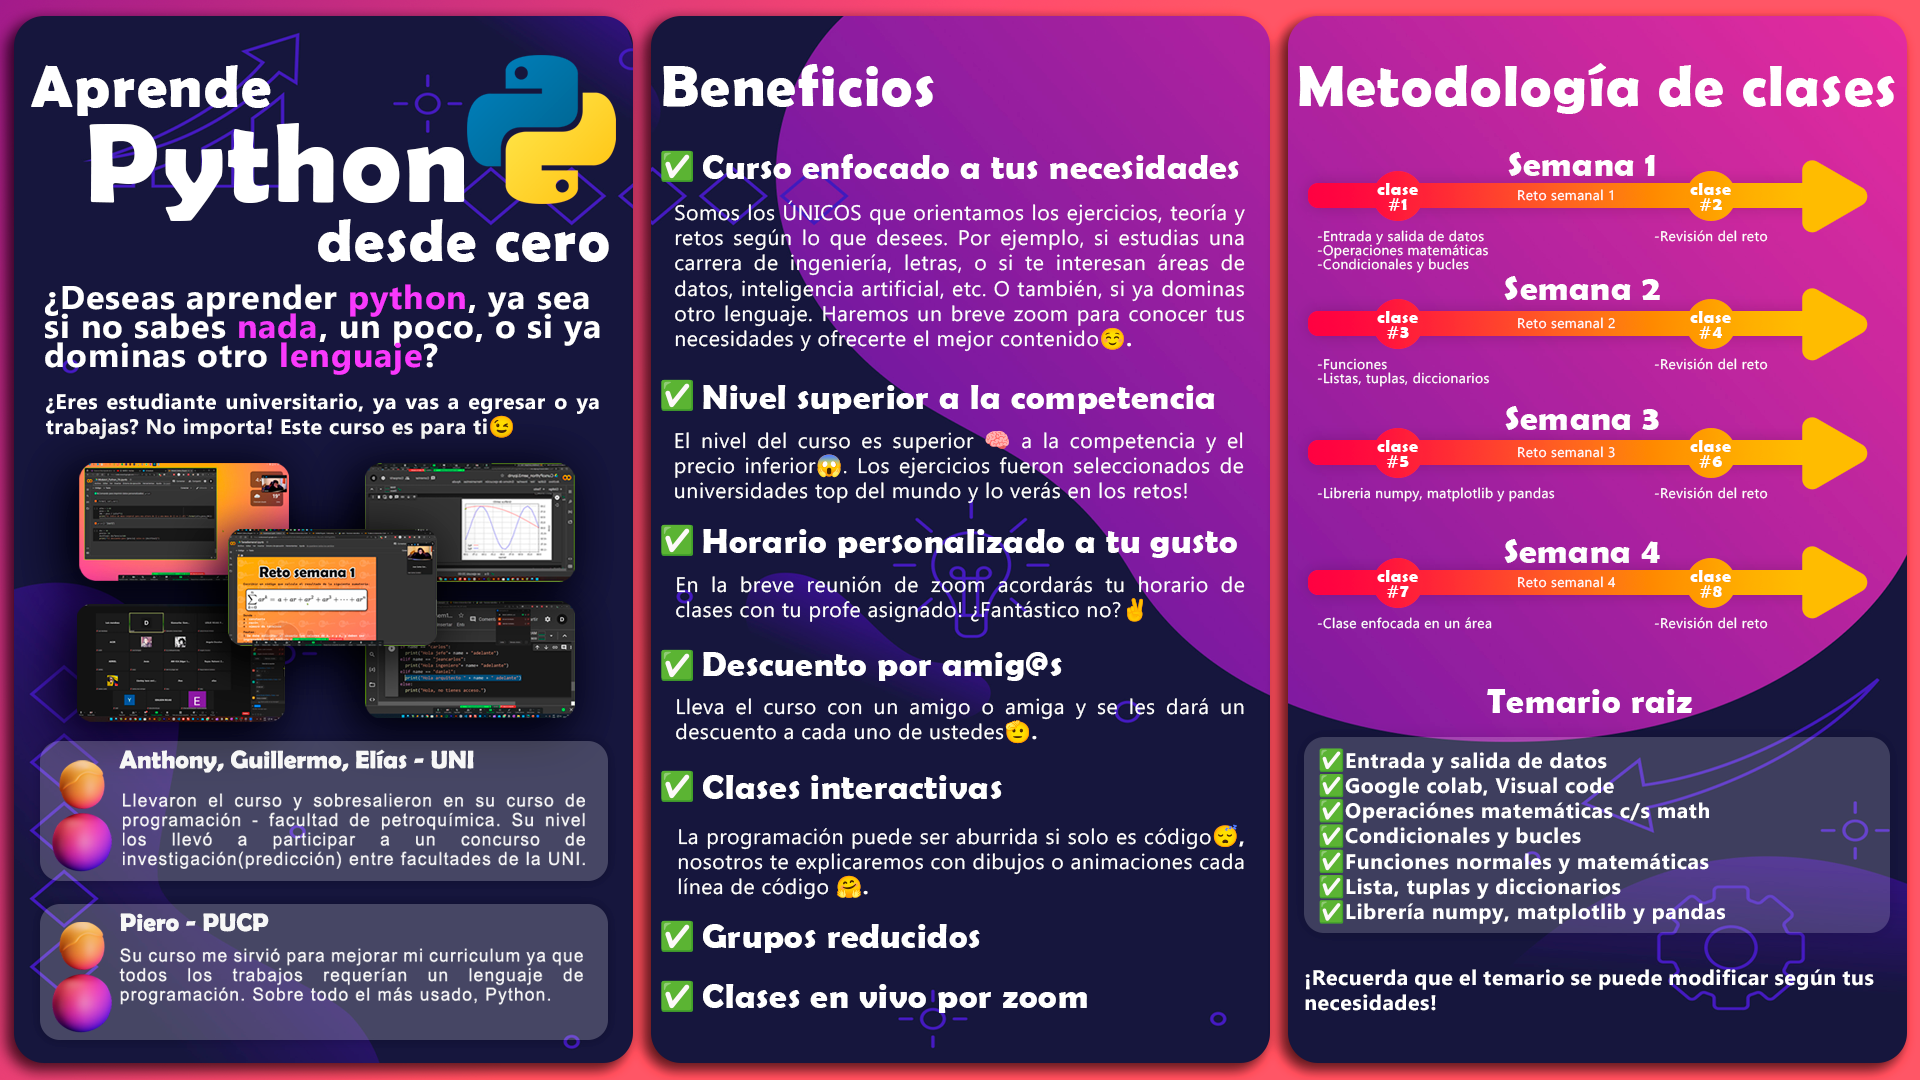 Aprende
Python
desde cero
¿Deseas aprender python, ya sea
si no sabes nada, un poco, o si ya
dominas otro lenguaje?
¿Eres estudiante universitario, ya vas a egresar o ya
trabajas? No importa! Este curso es para ti😉
Reto semana 1
Anthony, Guillermo, Elías - UNI
Llevaron el curso y sobresalieron en su curso de
programación - facultad de petroquímica. Su nivel
los llevó a participar a un concurso de
investigación(predicción) entre facultades de la UNI.
Piero - PUCP
Su curso me sirvió para mejorar mi curriculum ya que
todos los trabajos requerían un lenguaje de
programación. Sobre todo el más usado, Python.
Beneficios
✅ Curso enfocado a tus necesidades
Somos los ÚNICOS que orientamos los ejercicios, teoría y
retos según lo que desees. Por ejemplo, si estudias una
carrera de ingeniería, letras, o si te interesan áreas de
datos, inteligencia artificial, etc. O también, si ya dominas
otro lenguaje. Haremos un breve zoom para conocer tus
necesidades y ofrecerte el mejor contenido☺️.
✅ Nivel superior a la competencia
El nivel del curso es superior 🧠 a la competencia y el
precio inferior😱. Los ejercicios fueron seleccionados de
universidades top del mundo y lo verás en los retos!
✅ Horario personalizado a tu gusto
En la breve reunión de zoom acordarás tu horario de
clases con tu profe asignado! ¿Fantástico no?✌️
✅ Descuento por amig@s
Lleva el curso con un amigo o amiga y se les dará un
descuento a cada uno de ustedes🫡.
✅ Clases interactivas
La programación puede ser aburrida si solo es código😴,
nosotros te explicaremos con dibujos o animaciones cada
línea de código 🤗.
✅ Grupos reducidos
✅ Clases en vivo por zoom
Metodología de clases
Semana 1
clase
#1
Reto semanal 1
clase
#2
-Entrada y salida de datos
-Operaciones matemáticas
-Condicionales y bucles
-Revisión del reto
Semana 2
clase
#3
Reto semanal 2
clase
#4
-Funciones
-Listas, tuplas, diccionarios
-Revisión del reto
Semana 3
clase
#5
Reto semanal 3
clase
#6
-Libreria numpy, matplotlib y pandas
-Revisión del reto
Semana 4
clase
#7
Reto semanal 4
clase
#8
-Clase enfocada en un área
-Revisión del reto
Temario raiz
✅Entrada y salida de datos
✅Google colab, Visual code
✅Operaciónes matemáticas c/s math
✅Condicionales y bucles
✅Funciones normales y matemáticas
✅Lista, tuplas y diccionarios
✅Librería numpy, matplotlib y pandas
¡Recuerda que el temario se puede modificar según tus
necesidades!